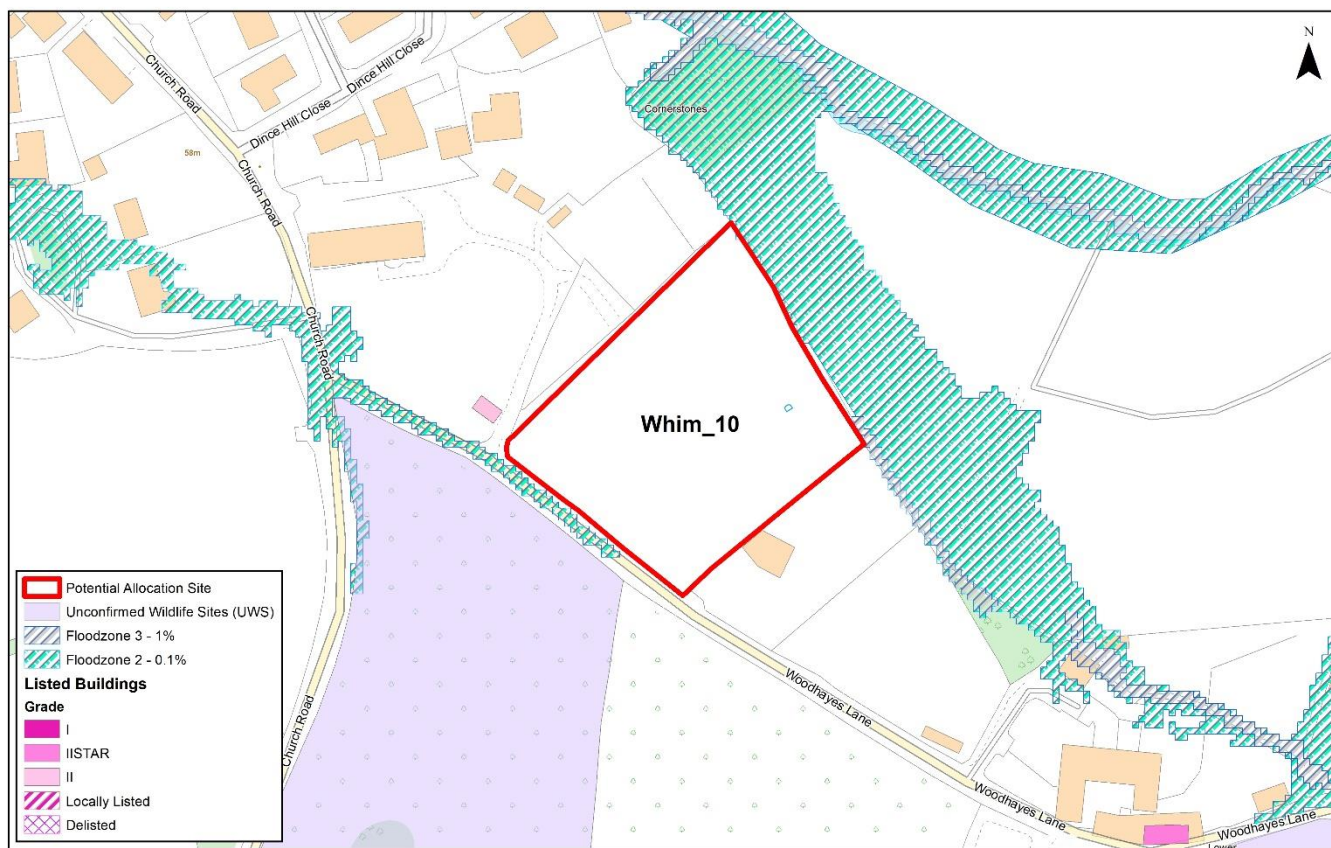 N
Church Road
Dince Hill Close
Dince Hill Close
Cornerstones
58m
Church Road
Church Road
Whim_10
Church Road
Woodhayes Lane
Woodhayes Lane
Woodhayes Lane
Lower
Potential Allocation Site
Unconfirmed Wildlife Sites (UWS)
Floodzone 3 - 1%
Floodzone 2 - 0.1%
Listed Buildings
Grade
I
IISTAR
II
Locally Listed
Delisted